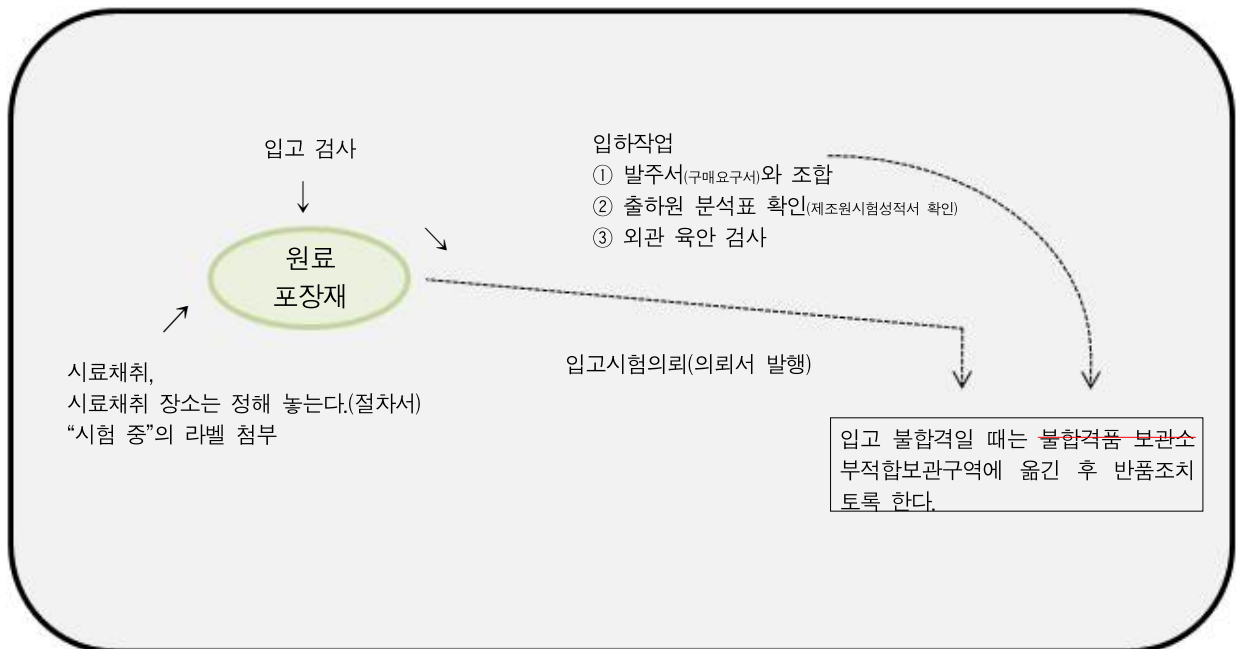 입고 검사
원료
포장재
시료채취,
시료채취 장소는 정해 놓는다.(절차서)
“시험 중”의 라벨 첨부
입하작업
① 발주서(구매요구서)와 조합
② 출하원 분석표 확인(제조원시험성적서 확인)
③ 외관 육안 검사
입고시험의뢰(의뢰서 발행)
입고 불합격일 때는 불합격품 보관소
부적합보관구역에 옮긴 후 반품조치
토록 한다.